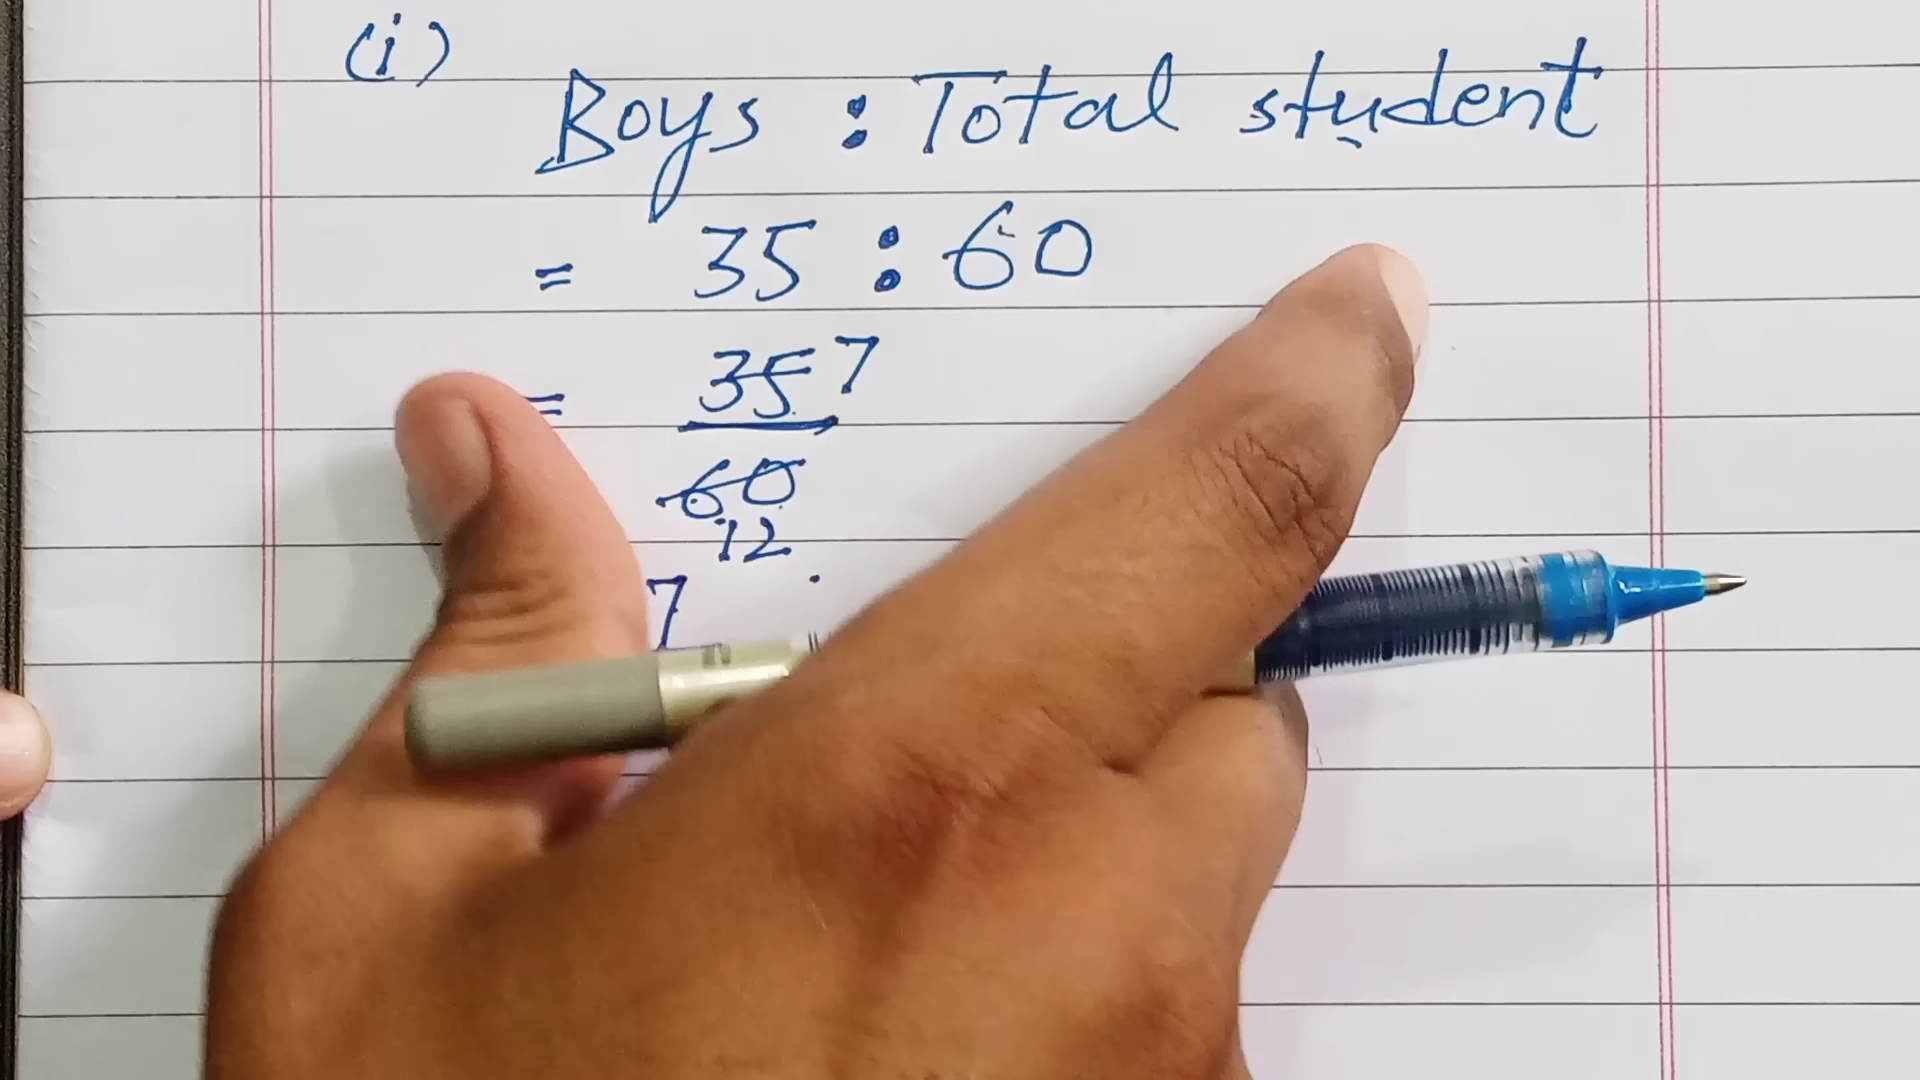 (i)
Boys : Total student
= 35 : 60
= 35 7
60
12
7